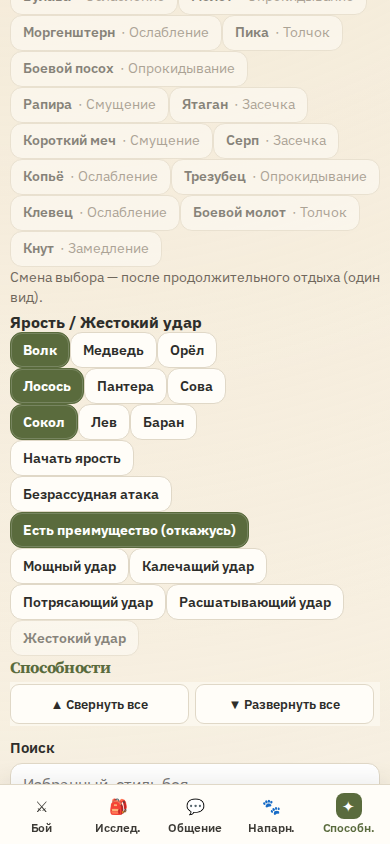 Моргенштерн · Ослабление Пика · Толчок
Боевой посох · Опрокидывание
Рапира · Смущение Ятаган · Засечка
Короткий меч · Смущение Серп · Засечка
Копьё · Ослабление Трезубец · Опрокидывание
Клевец · Ослабление Боевой молот · Толчок
Кнут · Замедление
Смена выбора — после продолжительного отдыха (один
вид).
Ярость / Жестокий удар
Волк Медведь Орёл
Лосось Пантера Сова
Сокол Лев Баран
Начать ярость
Безрассудная атака
Есть преимущество (откажусь)
Мощный удар Калечащий удар
Потрясающий удар Расшатывающий удар
Жестокий удар
Способности
▲ Свернуть все ▼ Развернуть все
Поиск
Бой Исслед. Общение Напарн. Способн.